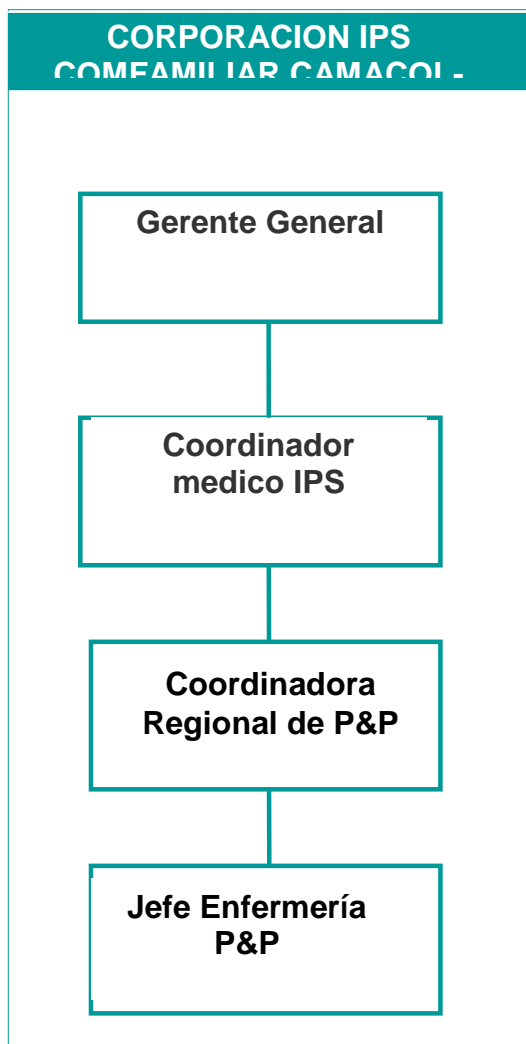 CORPORACION IPS
COMFAMILIAR CAMACOL-
Gerente General
Coordinador
medico IPS
Coordinadora
Regional de P&P
Jefe Enfermería
P&P